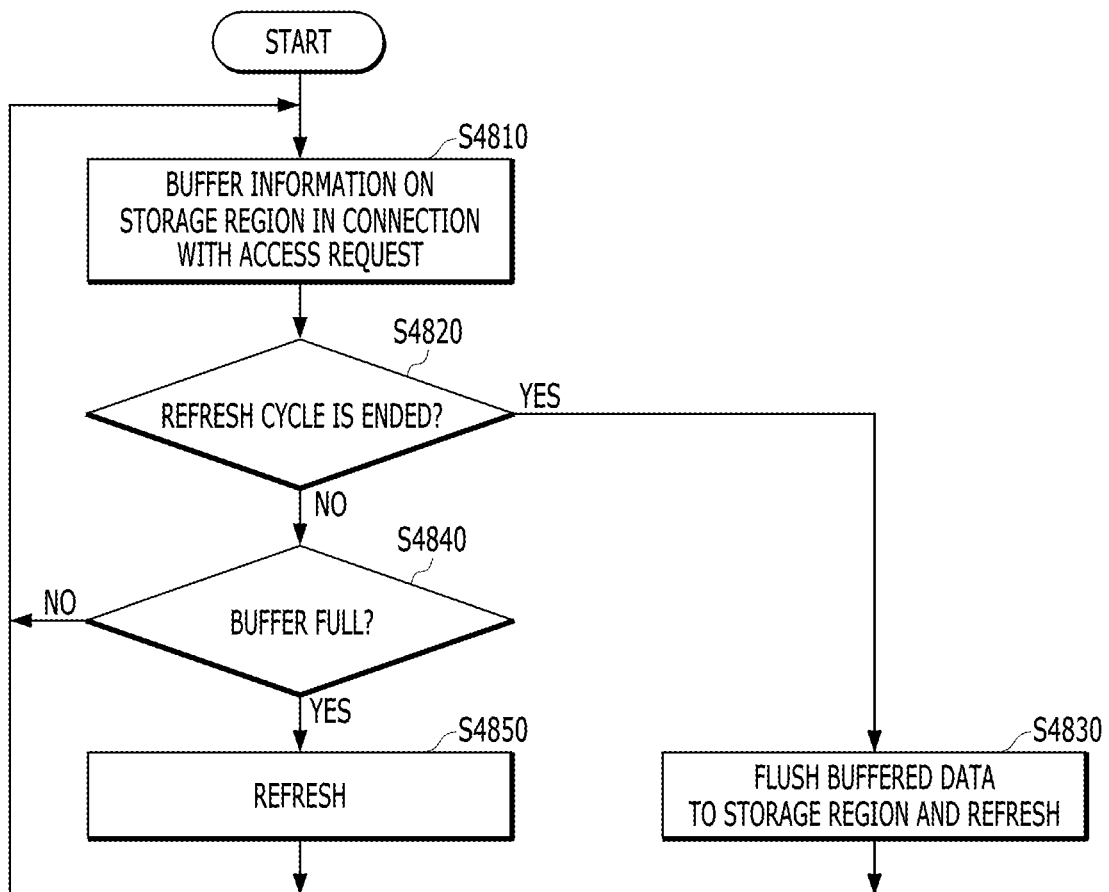 START
S4810
BUFFER INFORMATION ON
STORAGE REGION IN CONNECTION
WITH ACCESS REQUEST
S4820
REFRESH CYCLE IS ENDED?
YES
NO
S4840
BUFFER FULL?
NO
YES
S4850
REFRESH
S4830
FLUSH BUFFERED DATA
TO STORAGE REGION AND REFRESH